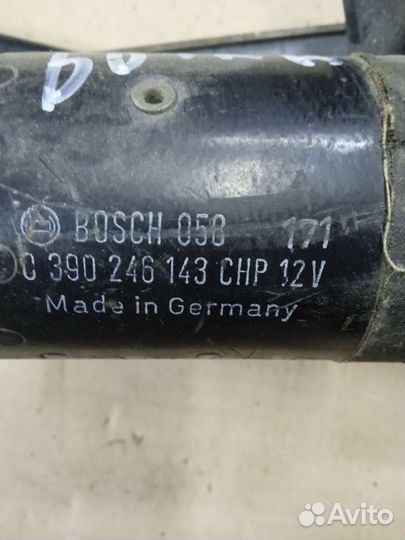 BOSCH 058 171
0 390 246 143 CHP 12V
Made in Germany
Avito